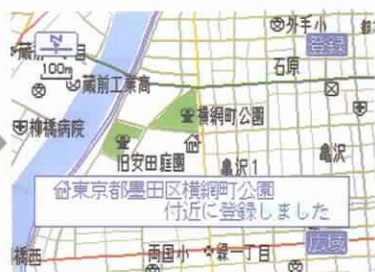 外手小
登録
蔵前
目
石原
100m
蔵前工業高
横網町公園
柳橋病院
旧安田庭園
亀沢1
亀沢
東京都墨田区横網町公園
付近に登録しました
橋西
両国小
緑一丁目
広域